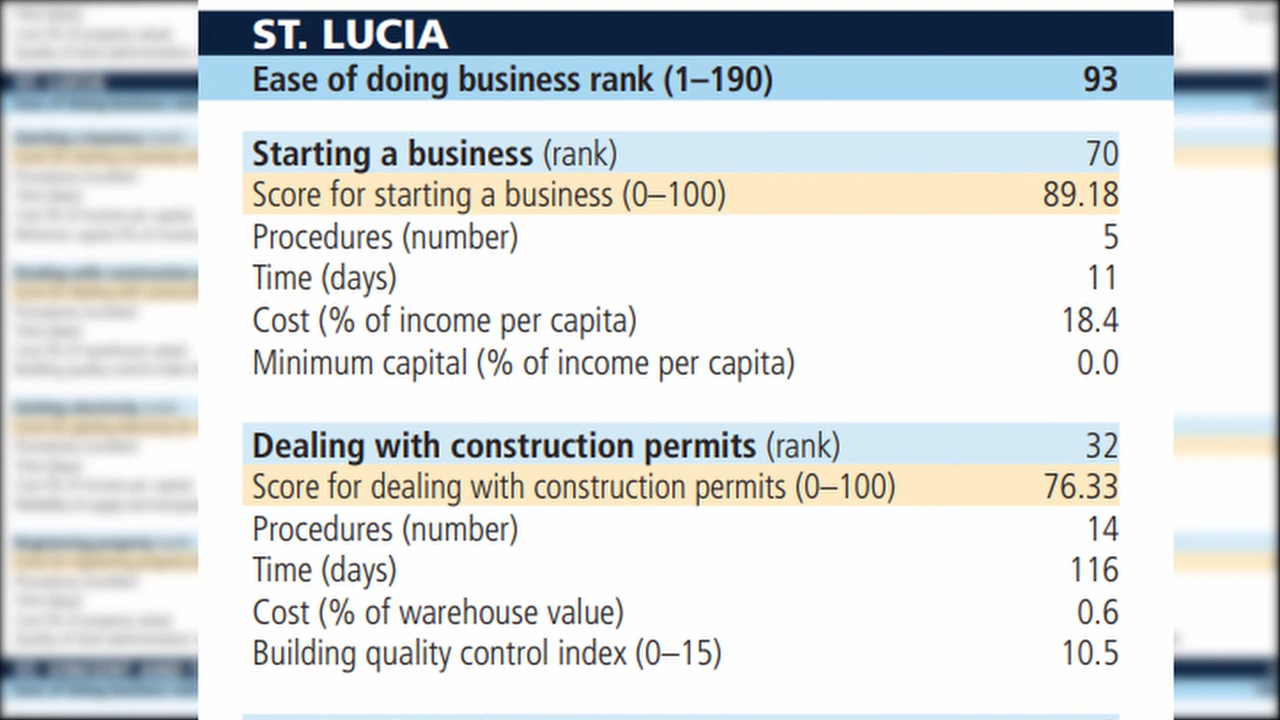 ST. LUCIA
Ease of doing business rank (1–190) 93
Starting a business (rank) 70
Score for starting a business (0–100) 89.18
Procedures (number) 5
Time (days) 11
Cost (% of income per capita) 18.4
Minimum capital (% of income per capita) 0.0
Dealing with construction permits (rank) 32
Score for dealing with construction permits (0–100) 76.33
Procedures (number) 14
Time (days) 116
Cost (% of warehouse value) 0.6
Building quality control index (0–15) 10.5